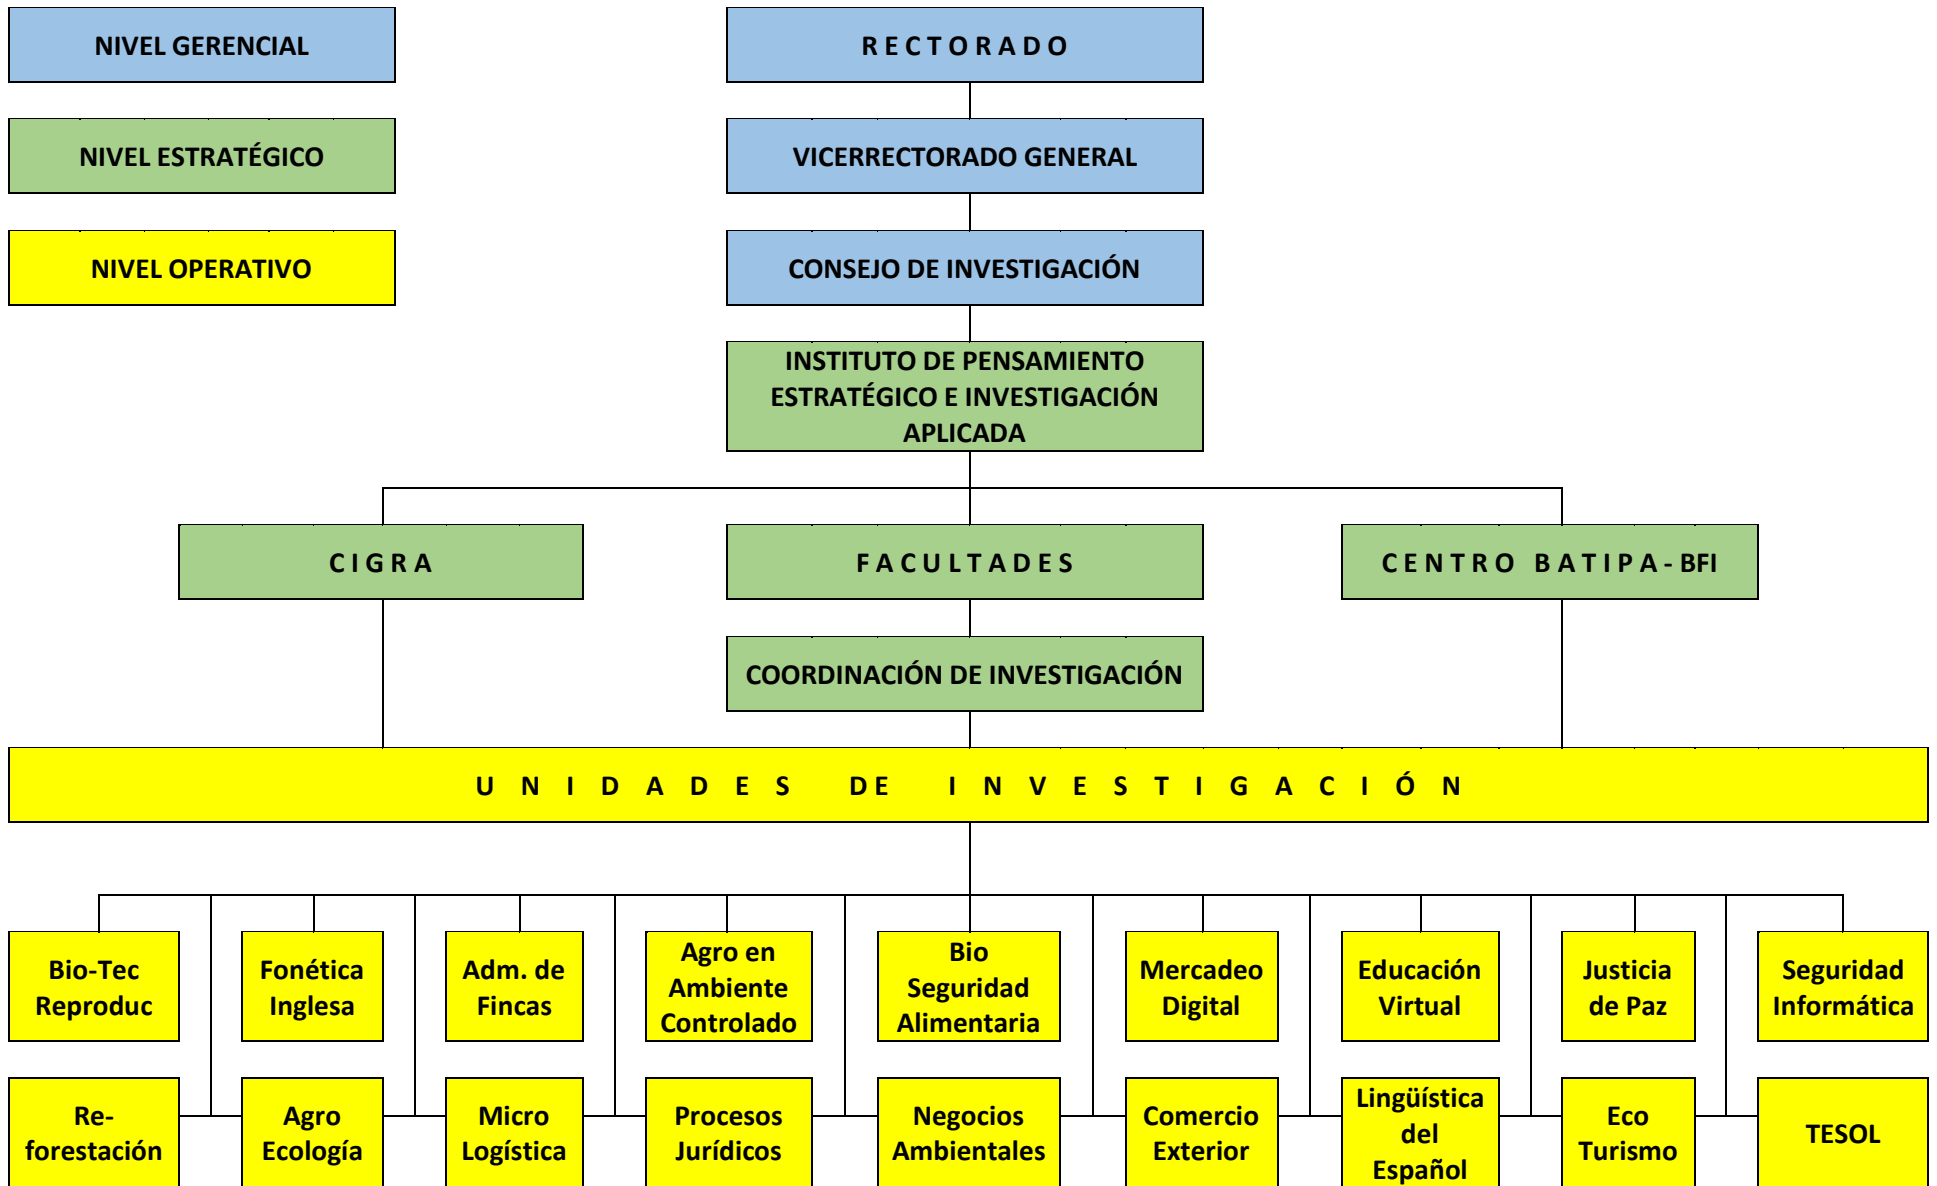 NIVEL GERENCIAL
R E C T O R A D O
NIVEL ESTRATÉGICO
VICERRECTORADO GENERAL
NIVEL OPERATIVO
CONSEJO DE INVESTIGACIÓN
INSTITUTO DE PENSAMIENTO
ESTRATÉGICO E INVESTIGACIÓN
APLICADA
C I G R A
F A C U L T A D E S
C E N T R O B A T I P A - BFI
COORDINACIÓN DE INVESTIGACIÓN
U N I D A D E S DE I N V E S T I G A C I Ó N
Bio-Tec
Reproduc
Fonética
Inglesa
Adm. de
Fincas
Agro en
Ambiente
Controlado
Bio
Seguridad
Alimentaria
Mercadeo
Digital
Educación
Virtual
Justicia
de Paz
Seguridad
Informática
Re-
forestación
Agro
Ecología
Micro
Logística
Procesos
Jurídicos
Negocios
Ambientales
Comercio
Exterior
Lingüística
del
Español
Eco
Turismo
TESOL